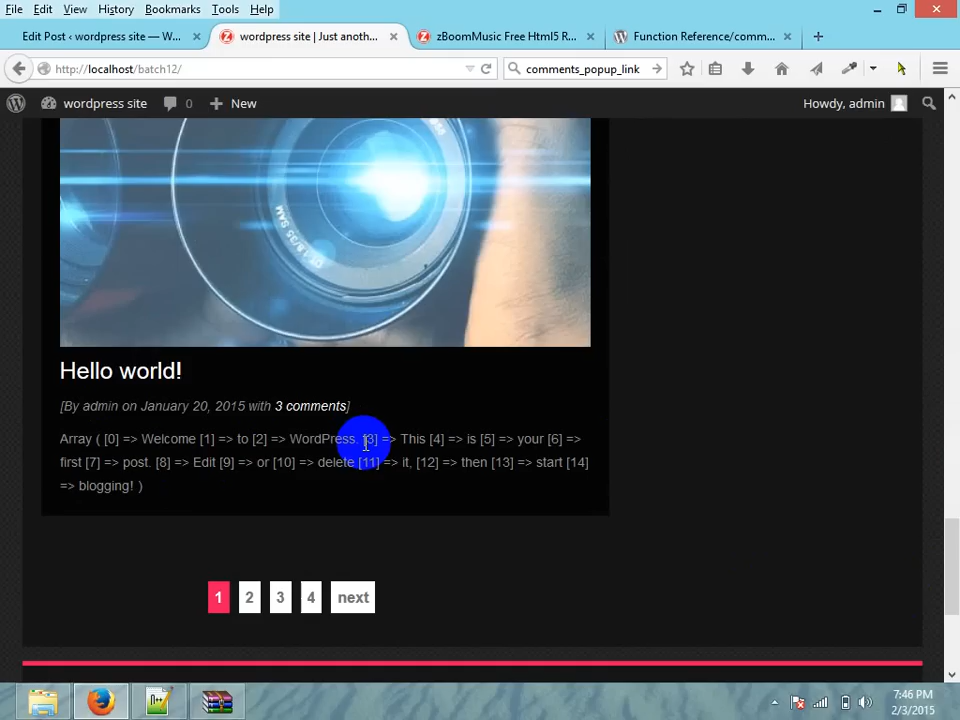 File Edit View History Bookmarks Tools Help
Edit Post ‹ wordpress site — W... × wordpress site | Just anoth... × zBoomMusic Free Html5 R... × Function Reference/comm... ×
http://localhost/batch12/ comments_popup_link
wordpress site 0 + New Howdy, admin
Hello world!
[By admin on January 20, 2015 with 3 comments]
Array ( [0] => Welcome [1] => to [2] => WordPress. [3] => This [4] => is [5] => your [6] =>
first [7] => post. [8] => Edit [9] => or [10] => delete [11] => it, [12] => then [13] => start [14]
=> blogging! )
1 2 3 4 next
7:46 PM
2/3/2015